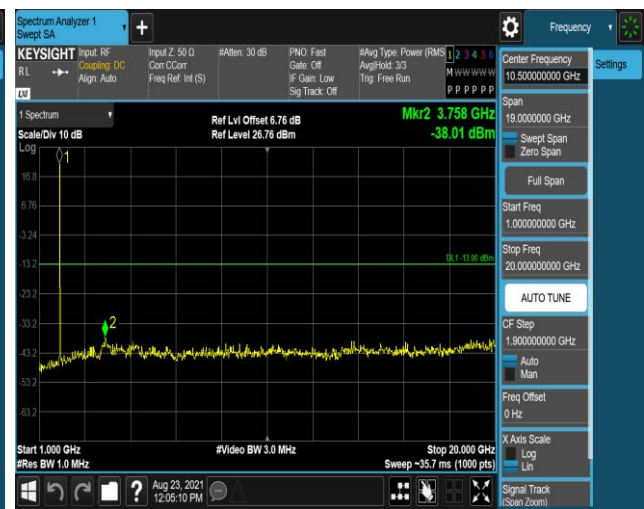 Spectrum Analyzer 1
Swept SA
Frequency
KEYSIGHT
RL
LXI
Input: RF
Coupling: DC
Align: Auto
Input Z: 50 Ω
Corr CCorr
Freq Ref: Int (S)
#Atten: 30 dB
PNO: Fast
Gate: Off
IF Gain: Low
Sig Track: Off
#Avg Type: Power (RMS
Avg|Hold: 3/3
Trig: Free Run
1 2 3 4 5 6
M W W W W W
P P P P P P
1 Spectrum
Scale/Div 10 dB
Log
Ref Lvl Offset 6.76 dB
Ref Level 26.76 dBm
Mkr2 3.758 GHz
-38.01 dBm
1
16.8
6.76
-3.24
-13.2
DL1 -13.00 dBm
-23.2
-33.2
2
-43.2
-53.2
-63.2
Start 1.000 GHz
#Res BW 1.0 MHz
#Video BW 3.0 MHz
Stop 20.000 GHz
Sweep ~35.7 ms (1000 pts)
Aug 23, 2021
12:05:10 PM
Center Frequency
10.500000000 GHz
Settings
Span
19.0000000 GHz
Swept Span
Zero Span
Full Span
Start Freq
1.000000000 GHz
Stop Freq
20.000000000 GHz
AUTO TUNE
CF Step
1.900000000 GHz
Auto
Man
Freq Offset
0 Hz
X Axis Scale
Log
Lin
Signal Track
(Span Zoom)